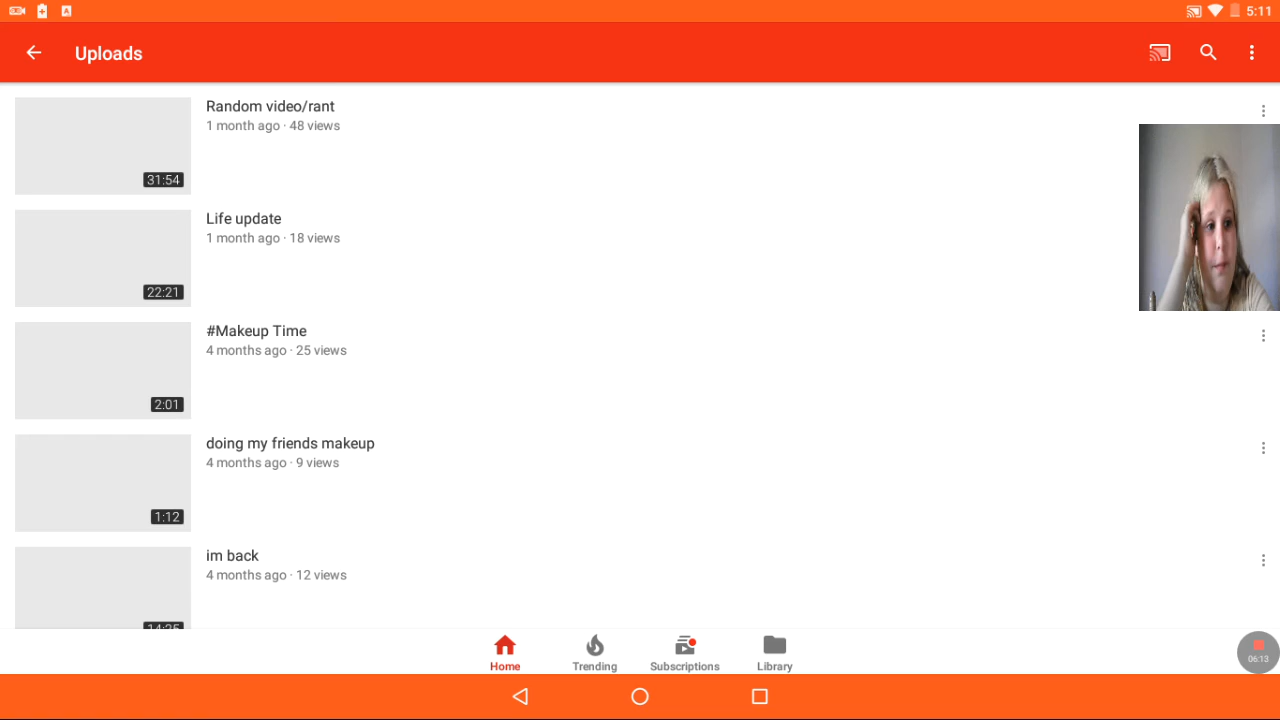 5:11
Uploads
Random video/rant
1 month ago · 48 views
31:54
Life update
1 month ago · 18 views
22:21
#Makeup Time
4 months ago · 25 views
2:01
doing my friends makeup
4 months ago · 9 views
1:12
im back
4 months ago · 12 views
14:25
Home
Trending
Subscriptions
Library
06:13